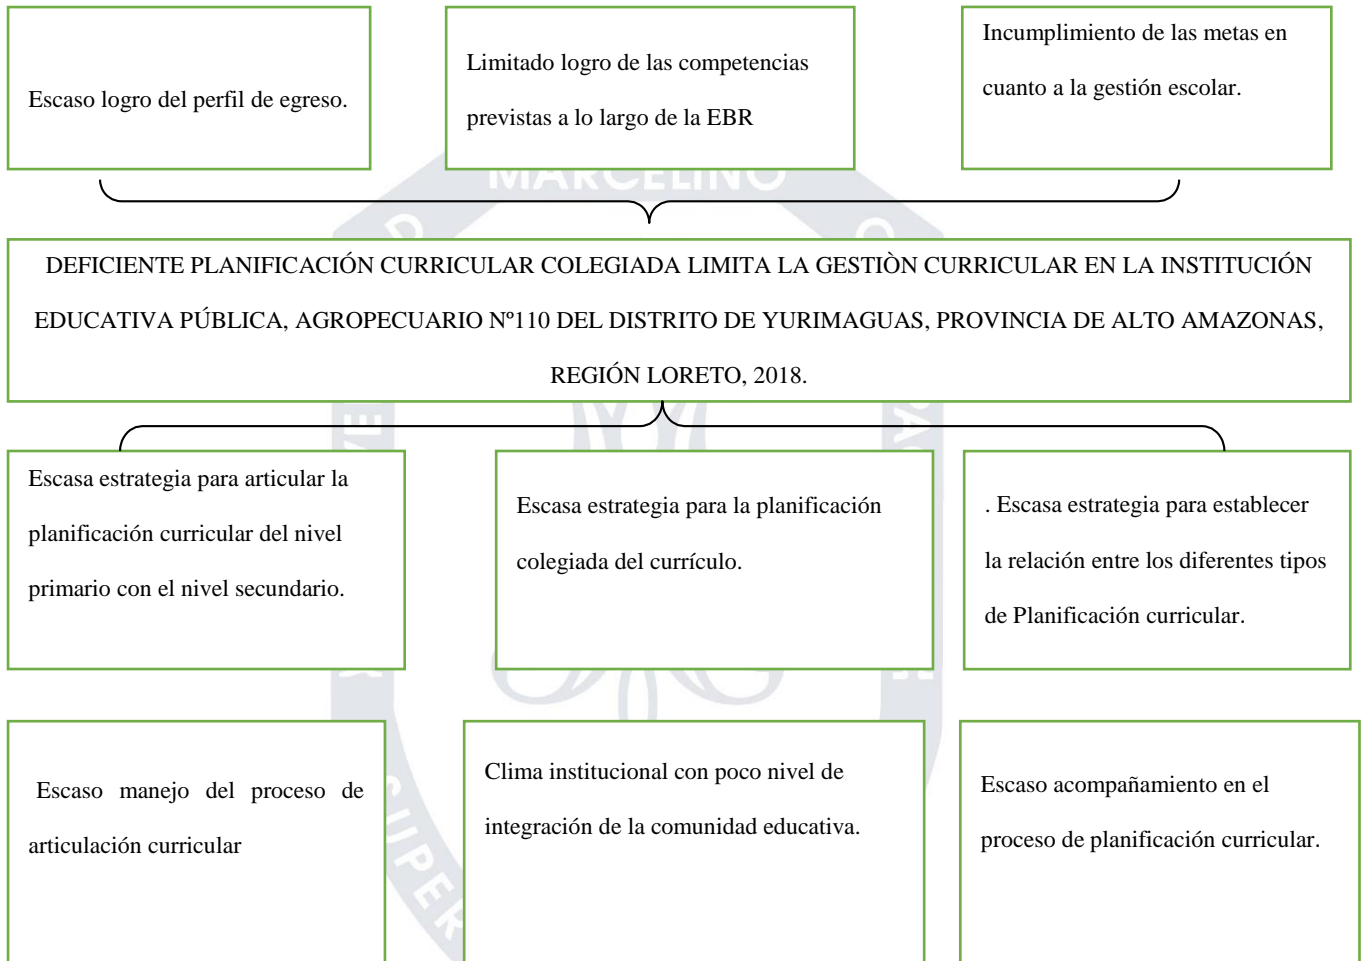 Escaso logro del perfil de egreso.
Limitado logro de las competencias
previstas a lo largo de la EBR
Incumplimiento de las metas en
cuanto a la gestión escolar.
MARCELINO
DEFICIENTE PLANIFICACIÓN CURRICULAR COLEGIADA LIMITA LA GESTIÒN CURRICULAR EN LA INSTITUCIÓN
EDUCATIVA PÚBLICA, AGROPECUARIO Nº110 DEL DISTRITO DE YURIMAGUAS, PROVINCIA DE ALTO AMAZONAS,
REGIÓN LORETO, 2018.
Escasa estrategia para articular la
planificación curricular del nivel
primario con el nivel secundario.
Escasa estrategia para la planificación
colegiada del currículo.
. Escasa estrategia para establecer
la relación entre los diferentes tipos
de Planificación curricular.
Escaso manejo del proceso de
articulación curricular
Clima institucional con poco nivel de
integración de la comunidad educativa.
Escaso acompañamiento en el
proceso de planificación curricular.